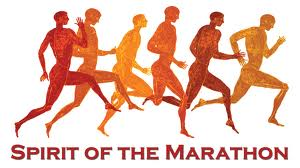 Spirit of the Marathon